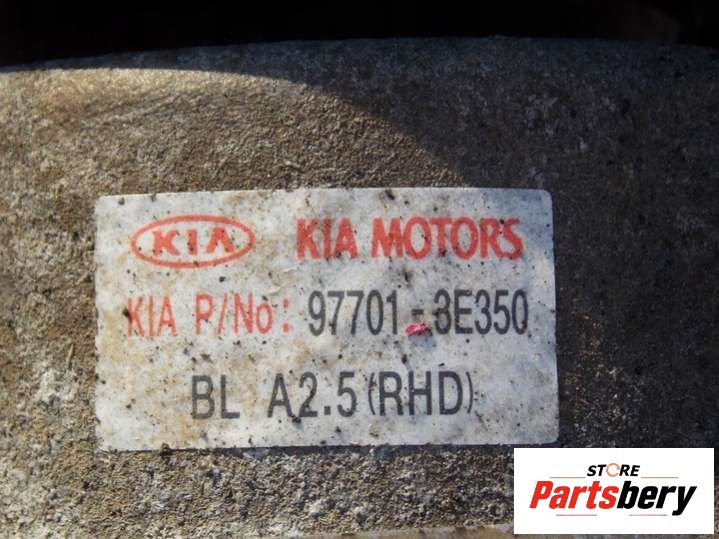 KIA KIA MOTORS
KIA P/No: 97701-3E350
BL A2.5 (RHD)
STORE
Partsbery